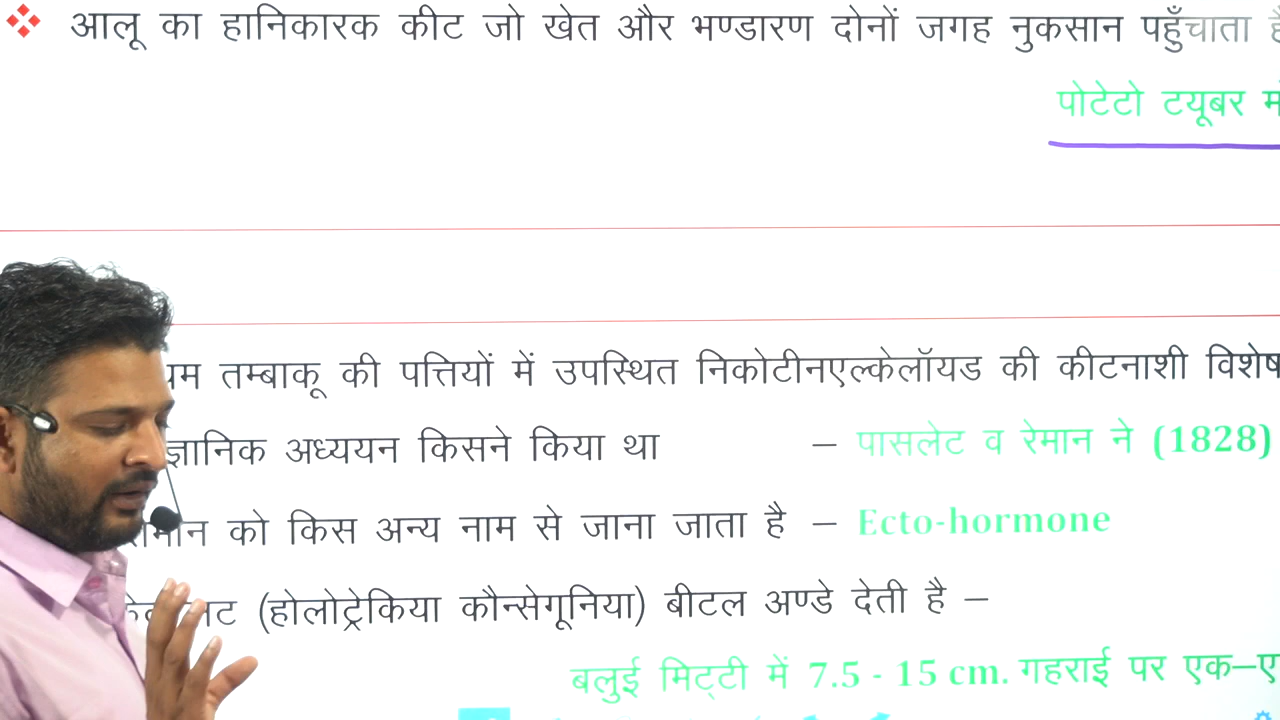 आलू का हानिकारक कीट जो खेत और भण्डारण दोनों जगह नुकसान पहुँचाता
पोटेटो टयूबर
तम्बाकू की पत्तियों में उपस्थित निकोटीनएल्केलॉयड की कीटनाशी
अध्ययन किसने किया था – पासलेट व रेमान ने (1828)
को किस अन्य नाम से जाना जाता है – Ecto-hormone
(होलोट्रेकिया कौन्सेगूनिया) बीटल अण्डे देती है –
बलुई मिट्टी में 7.5 - 15 cm. गहराई पर